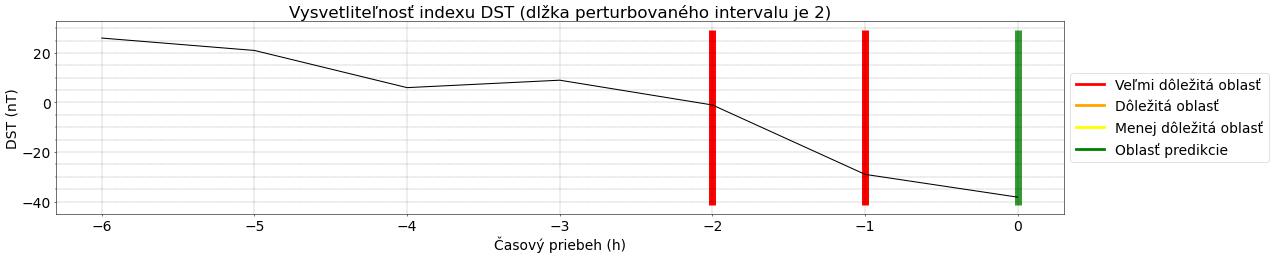 Vysvetliteľnosť indexu DST (dĺžka perturbovaného intervalu je 2)
DST (nT)
20
0
−20
−40
−6
−5
−4
−3
−2
−1
0
Časový priebeh (h)
Veľmi dôležitá oblasť
Dôležitá oblasť
Menej dôležitá oblasť
Oblasť predikcie